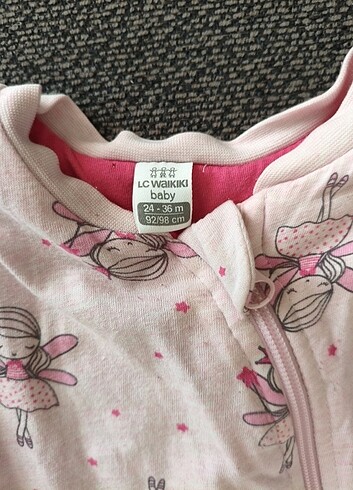 LC WAIKIKI
baby
24 - 36 m
92/98 cm